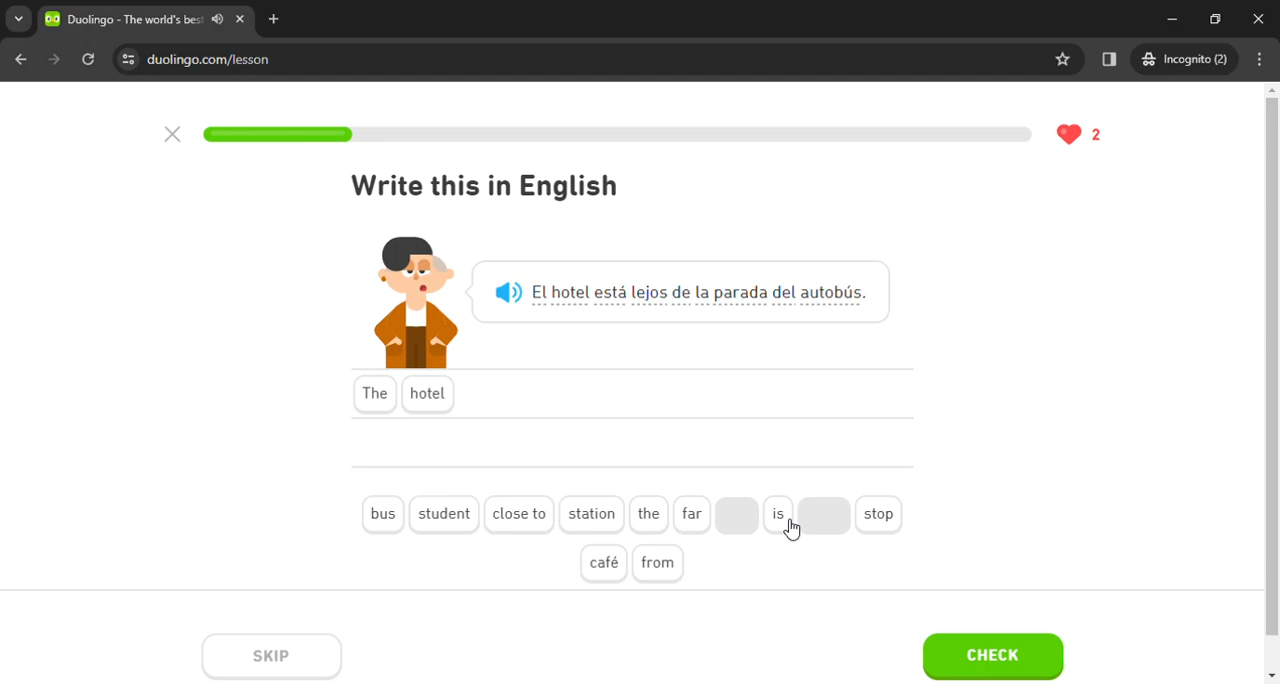 Duolingo - The world's bes
duolingo.com/lesson
Incognito (2)
2
Write this in English
El hotel está lejos de la parada del autobús.
The hotel
bus student close to station the far is stop
café from
SKIP CHECK